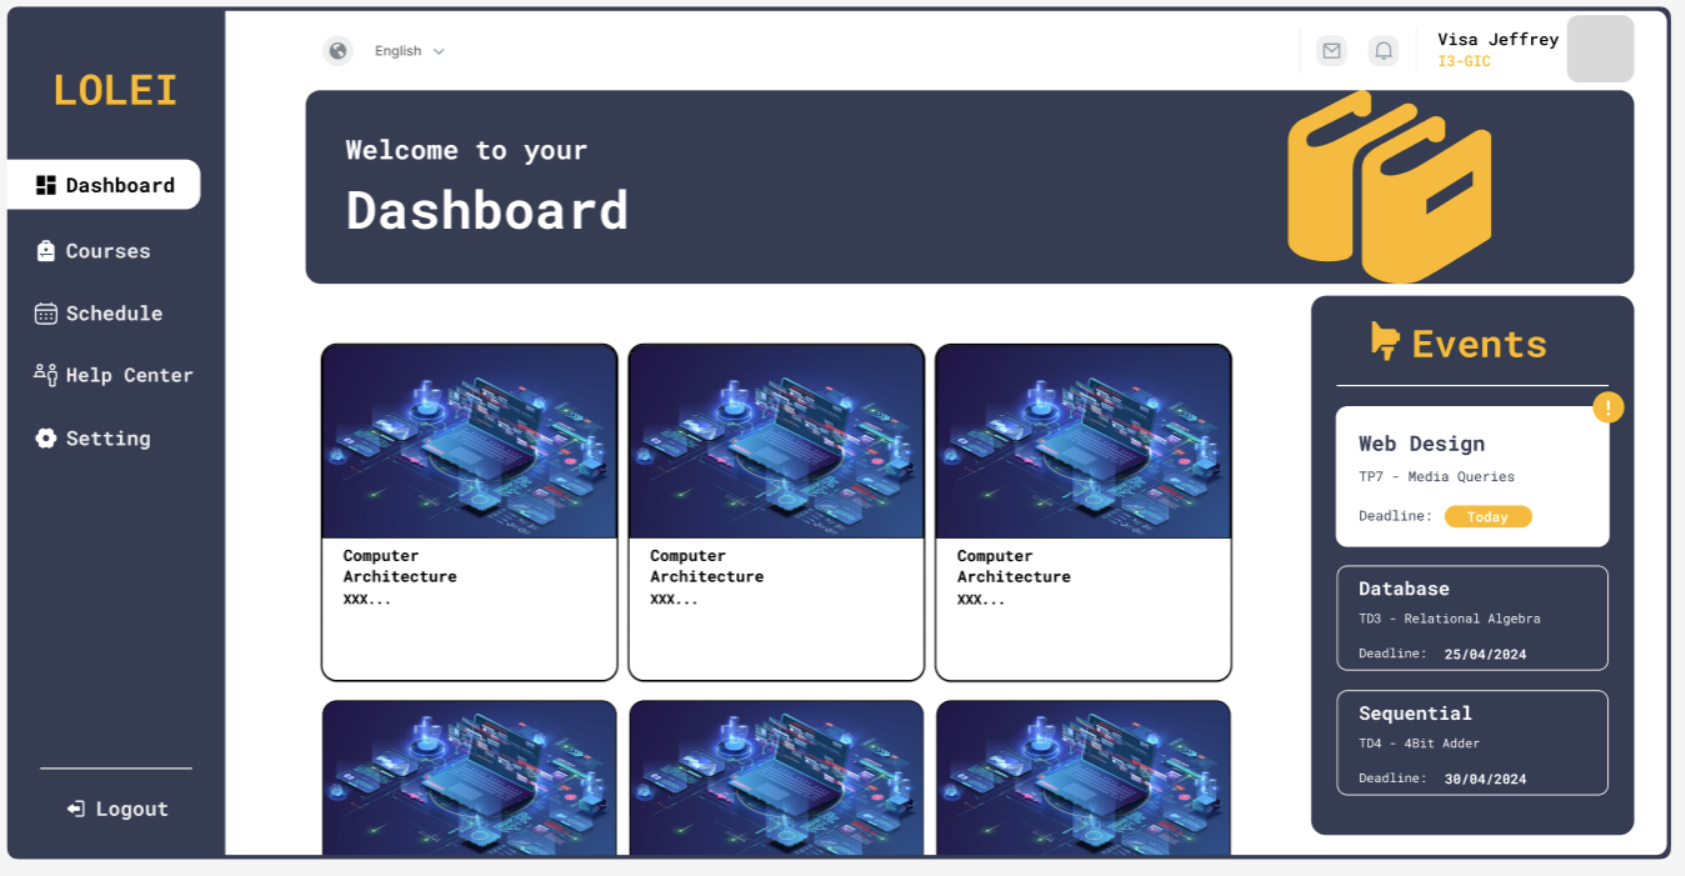 LOLEI
Dashboard
Courses
Schedule
Help Center
Setting
Logout
English
Visa Jeffrey
I3-GIC
Welcome to your
Dashboard
Computer
Architecture
XXX...
Computer
Architecture
XXX...
Computer
Architecture
XXX...
Events
!
Web Design
TP7 - Media Queries
Deadline: Today
Database
TD3 - Relational Algebra
Deadline: 25/04/2024
Sequential
TD4 - 4Bit Adder
Deadline: 30/04/2024